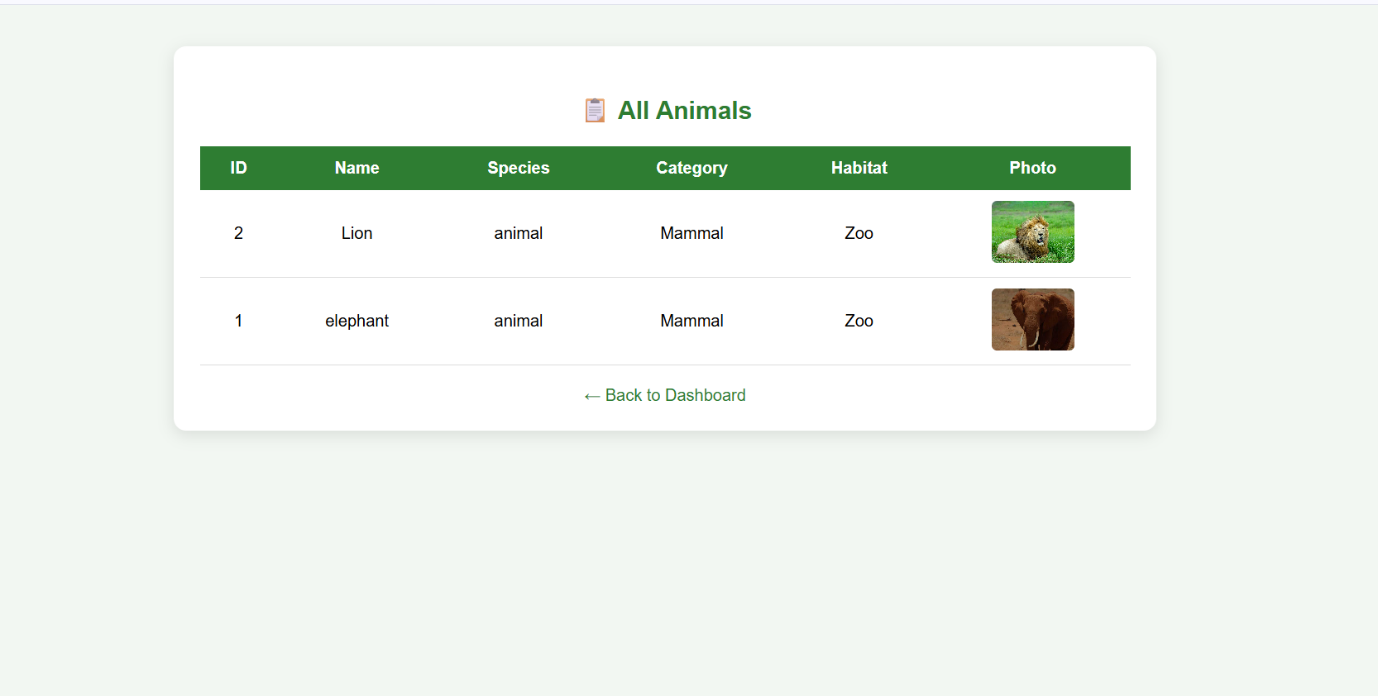 📋 All Animals
ID Name Species Category Habitat Photo
2 Lion animal Mammal Zoo
1 elephant animal Mammal Zoo
← Back to Dashboard